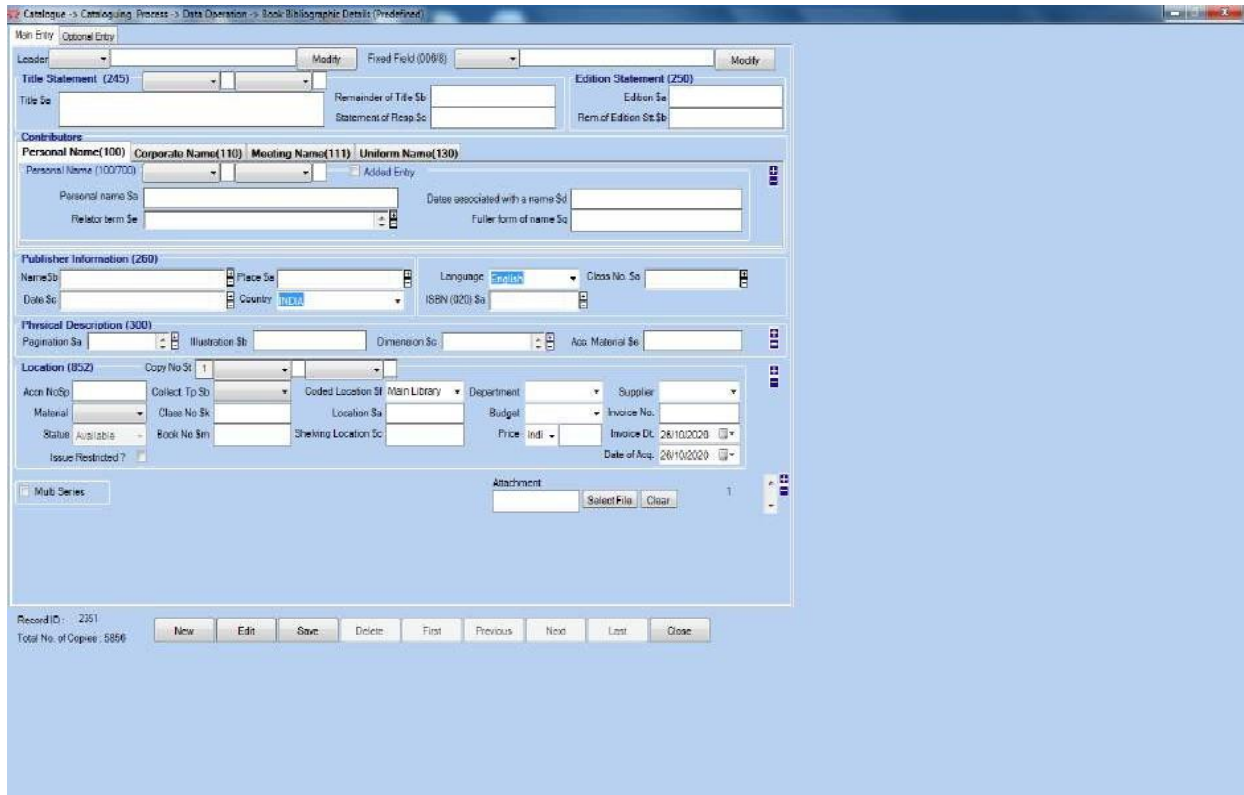 Catalogue -> Cataloguing Process -> Data Operation -> Book Bibliographic Details (Predefined)
Main Entry Optional Entry
Leader Modify Fixed Field (006/8) Modify
Title Statement (245) Edition Statement (250)
Title $a Remainder of Title $b Edition $a
Statement of Resp.$c Rem.of Edition Stt.$b
Contributors
Personal Name(100) Corporate Name(110) Meeting Name(111) Uniform Name(130)
Personal Name (100/700) Added Entry
Personal name $a Dates associated with a name $d
Relator term $e Fuller form of name $q
Publisher Information (260)
Name$b Place $a Language English Class No. $a
Date $c Country INDIA ISBN (020) $a
Physical Description (300)
Pagination $a Illustration $b Dimension $c Acc. Material $e
Location (852) Copy No $t 1
Accn No$p Collect. Tp $b Coded Location $f Main Library Department Supplier
Material Class No $k Location $a Budget Invoice No.
Status Available Book No $m Shelving Location $c Price Indi Invoice Dt. 26/10/2020
Issue Restricted ? Date of Acq. 26/10/2020
Multi Series Attachment
Select File Clear 1
Record ID : 2351
Total No. of Copies : 5856 New Edit Save Delete First Previous Next Last Close